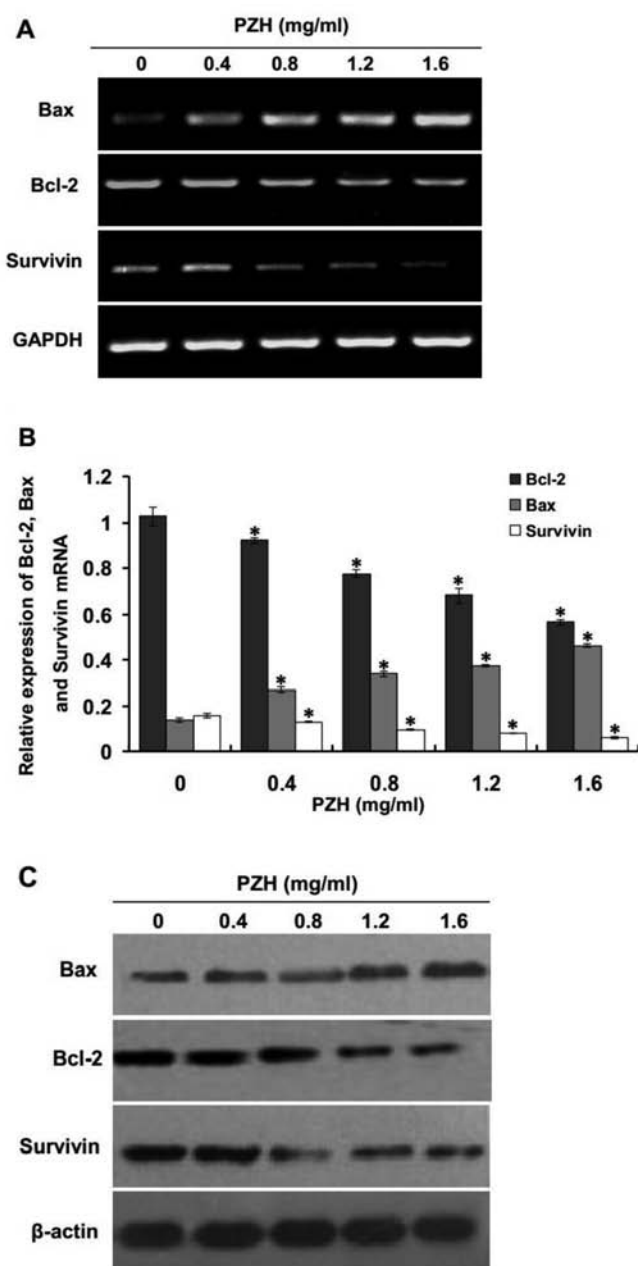 A
PZH (mg/ml)
0 0.4 0.8 1.2 1.6
Bax
Bcl-2
Survivin
GAPDH
B
Relative expression of Bcl-2, Bax
and Survivin mRNA
1.2
1
0.8
0.6
0.4
0.2
0
Bcl-2
Bax
Survivin
* * * * * * * * * * * *
0 0.4 0.8 1.2 1.6
PZH (mg/ml)
C
PZH (mg/ml)
0 0.4 0.8 1.2 1.6
Bax
Bcl-2
Survivin
β-actin